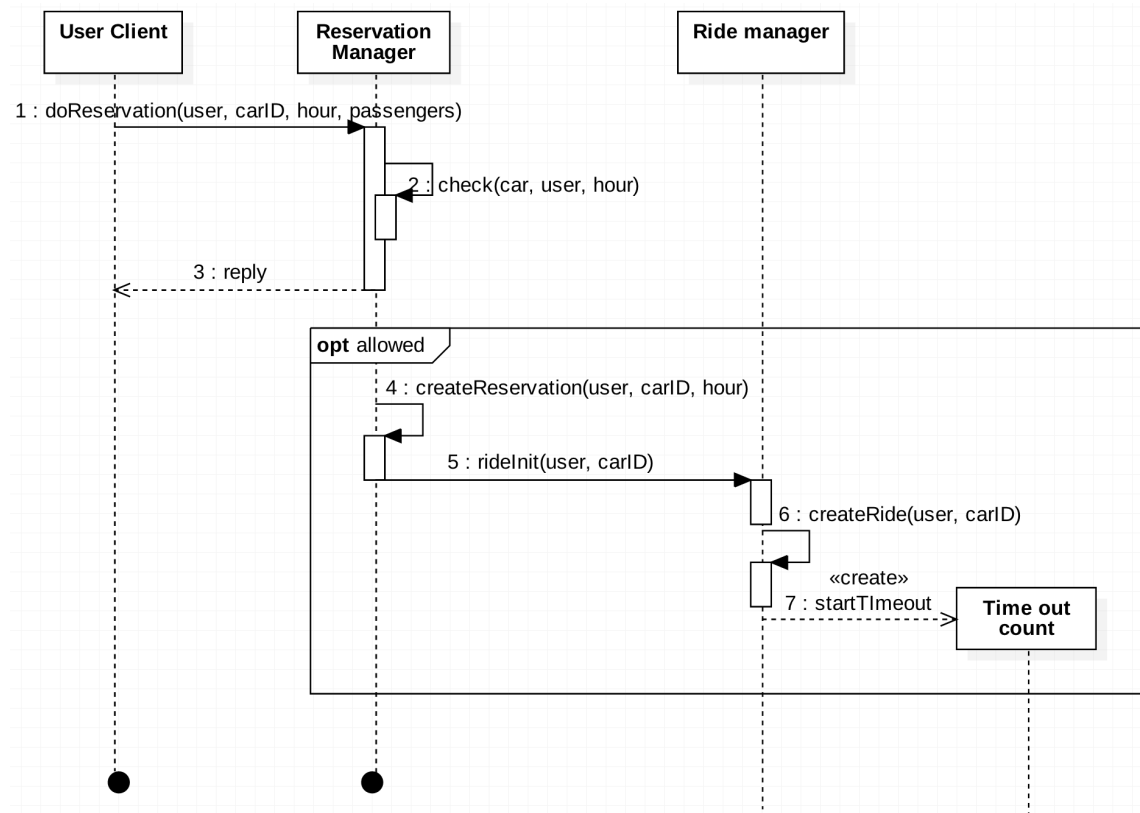 User Client
Reservation
Manager
Ride manager
1 : doReservation(user, carID, hour, passengers)
2 : check(car, user, hour)
3 : reply
opt allowed
4 : createReservation(user, carID, hour)
5 : rideInit(user, carID)
6 : createRide(user, carID)
«create»
7 : startTImeout
Time out
count